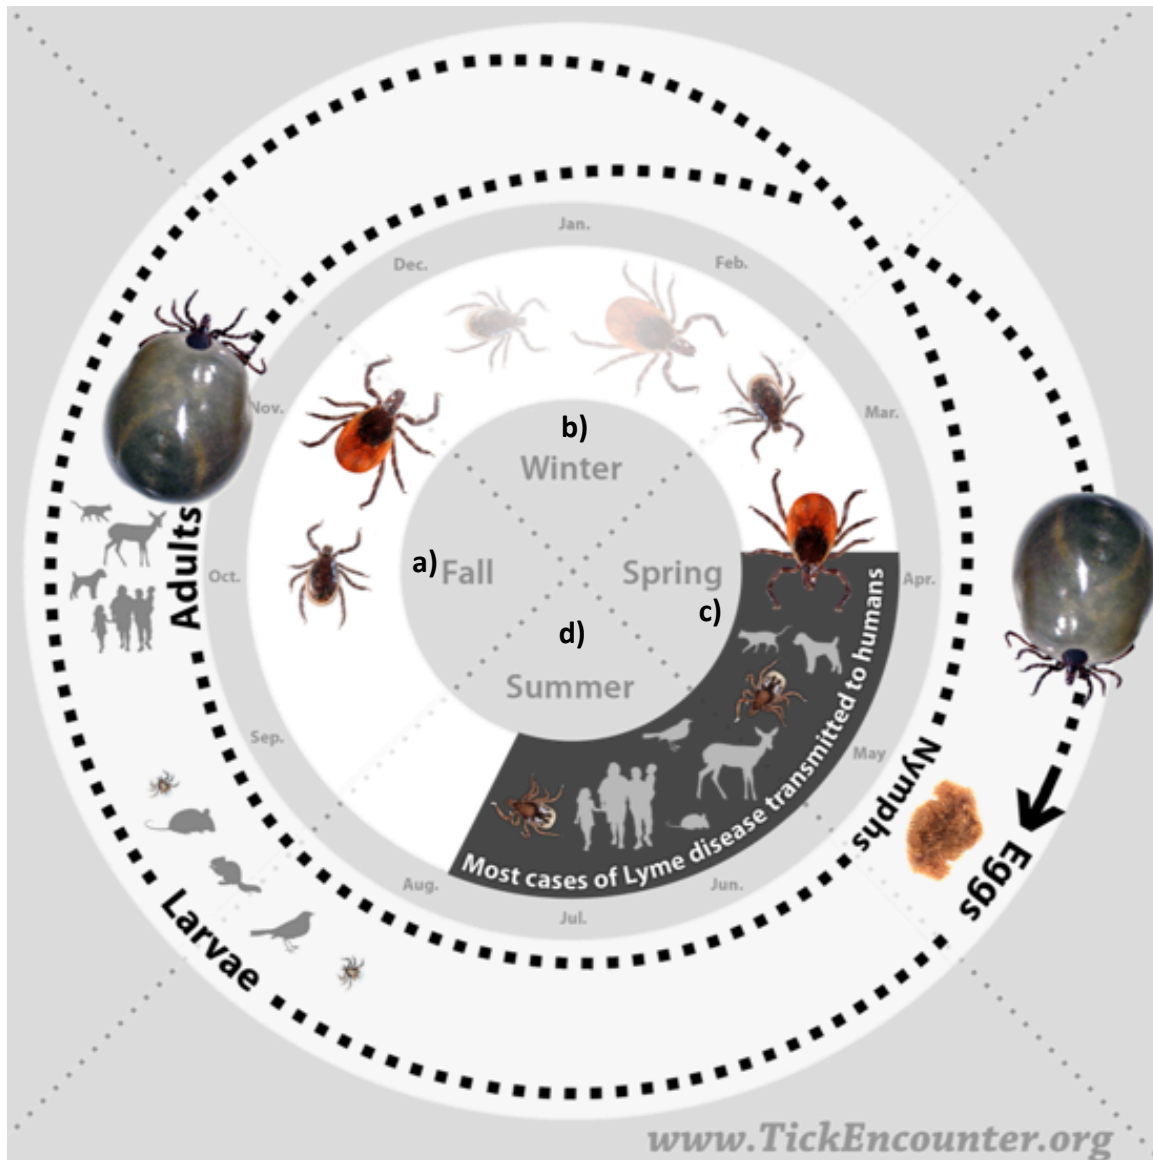 Jan.
Dec.
Feb.
Nov.
Mar.
b)
Winter
Adults
Oct.
a)
Fall
Spring
Apr.
c)
d)
Summer
Most cases of Lyme disease transmitted to humans
Sep.
May
Nymphs
Aug.
Jun.
Jul.
Eggs
Larvae
www.TickEncounter.org